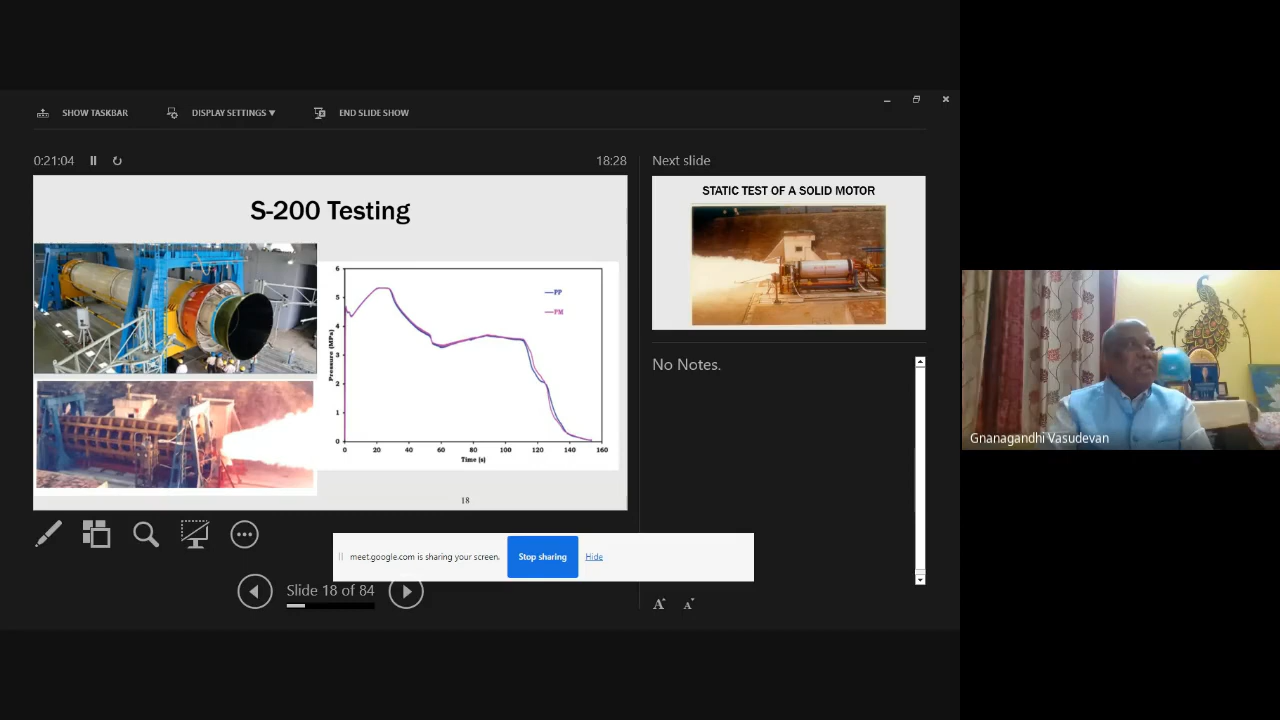 SHOW TASKBAR
DISPLAY SETTINGS ▼
END SLIDE SHOW
0:21:04
18:28
Next slide
S-200 Testing
STATIC TEST OF A SOLID MOTOR
6
5
4
3
2
1
0
Pressure (MPa)
PP
PM
0 20 40 60 80 100 120 140 160
Time (s)
18
No Notes.
Gnanagandhi Vasudevan
meet.google.com is sharing your screen.
Stop sharing
Hide
Slide 18 of 84
A A